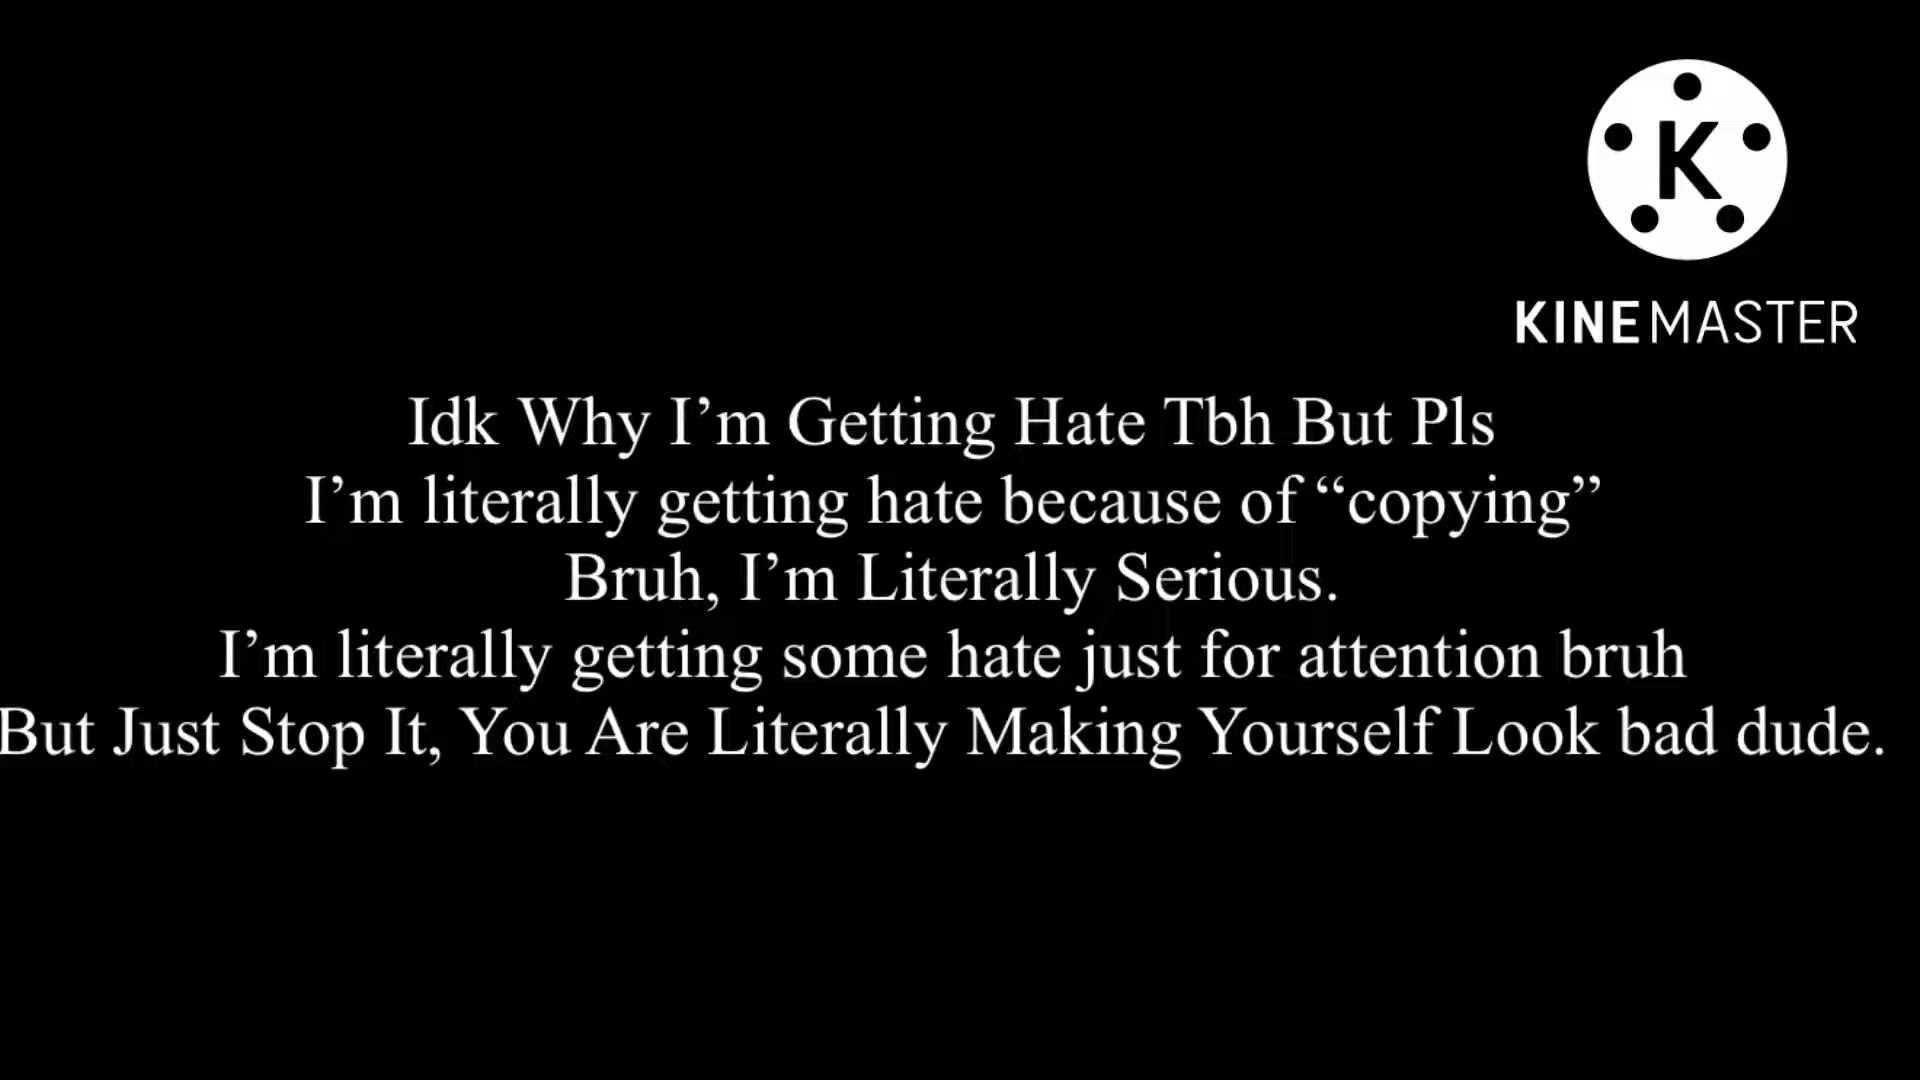 K
KINEMASTER
Idk Why I’m Getting Hate Tbh But Pls
I’m literally getting hate because of “copying”
Bruh, I’m Literally Serious.
I’m literally getting some hate just for attention bruh
But Just Stop It, You Are Literally Making Yourself Look bad dude.